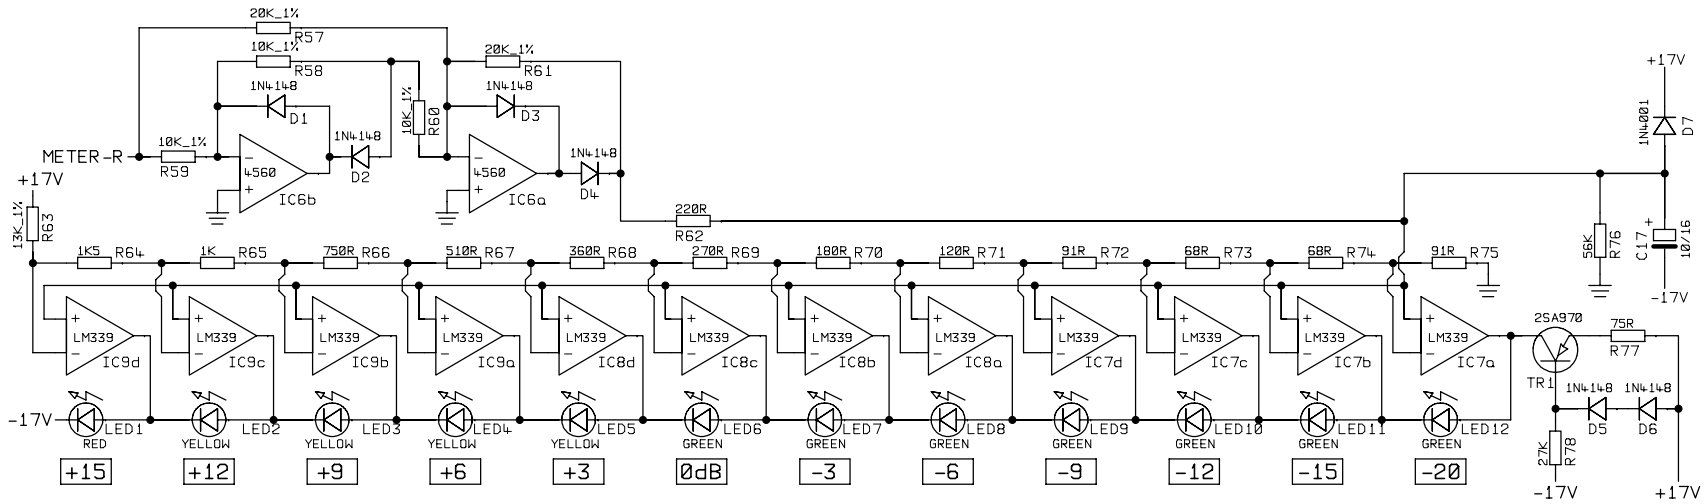 20K_1%
R57
10K_1%
R58
1N4148
D1
METER-R
10K_1%
R59
4560
IC6b
1N4148
D2
10K_1%
R60
20K_1%
R61
1N4148
D3
4560
IC6a
1N4148
D4
220R
R62
+17V
1N4001
D7
56K
R76
C17
+
10/16
-17V
+17V
13K_1%
R63
1K5 R64
1K R65
750R R66
510R R67
360R R68
270R R69
180R R70
120R R71
91R R72
68R R73
68R R74
91R R75
LM339
IC9d
LM339
IC9c
LM339
IC9b
LM339
IC9a
LM339
IC8d
LM339
IC8c
LM339
IC8b
LM339
IC8a
LM339
IC7d
LM339
IC7c
LM339
IC7b
LM339
IC7a
2SA970
TR1
75R
R77
1N4148
D5
1N4148
D6
27K
R78
-17V
+17V
-17V
LED1
RED
LED2
YELLOW
LED3
YELLOW
LED4
YELLOW
LED5
YELLOW
LED6
GREEN
LED7
GREEN
LED8
GREEN
LED9
GREEN
LED10
GREEN
LED11
GREEN
LED12
GREEN
+15
+12
+9
+6
+3
0dB
-3
-6
-9
-12
-15
-20